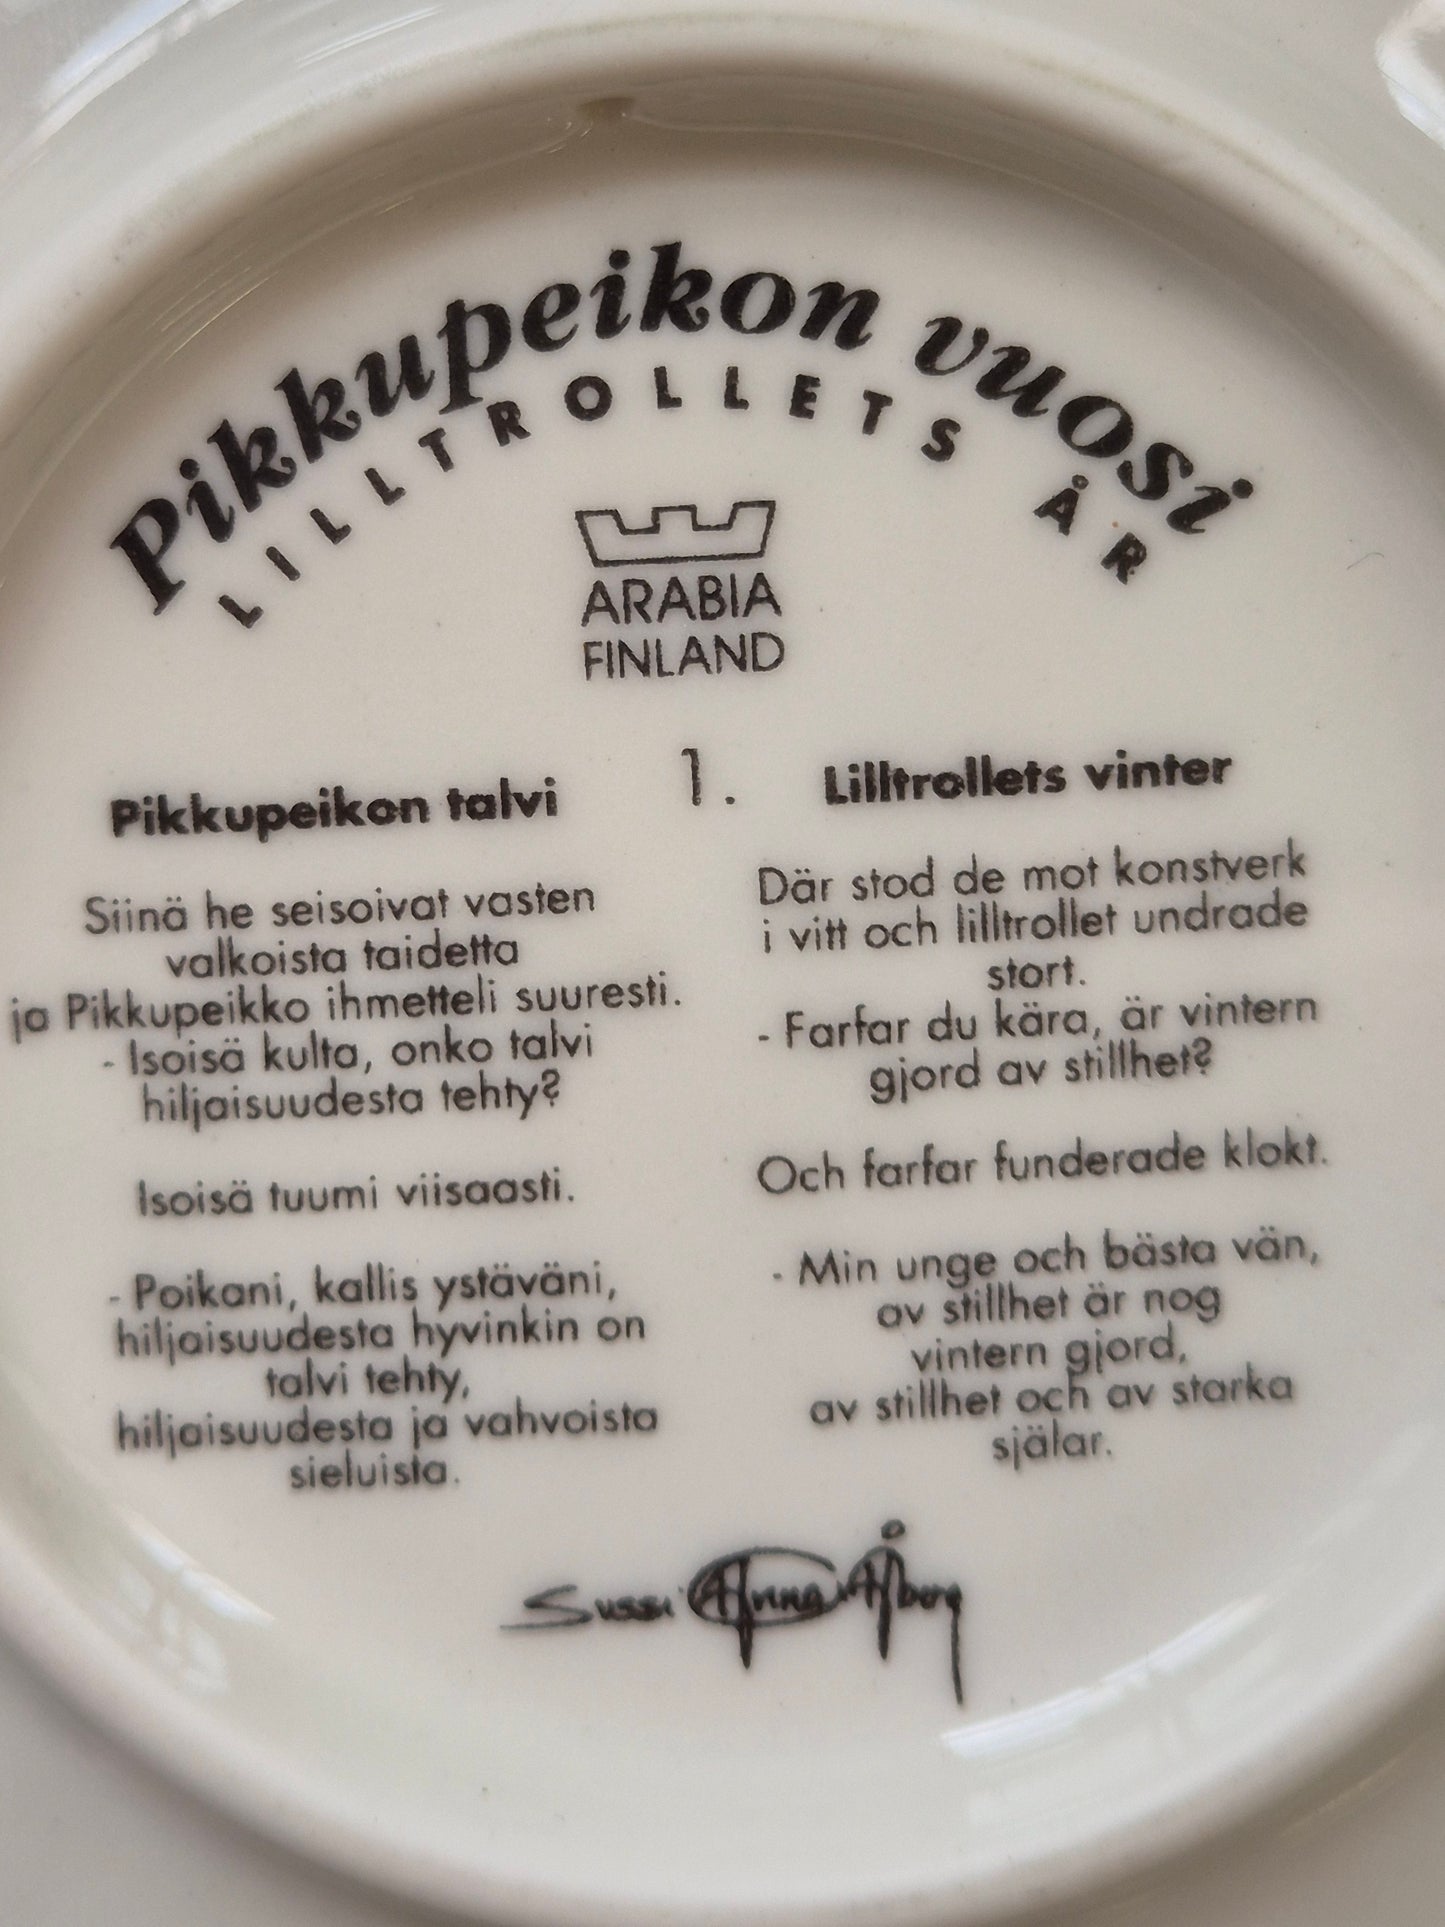 Pikkupeikon vuosi
LILLTROLLETS ÅR
ARABIA
FINLAND
1.
Pikkupeikon talvi
Siinä he seisoivat vasten
valkoista taidetta
ja Pikkupeikko ihmetteli suuresti.
- Isoisä kulta, onko talvi
hiljaisuudesta tehty?
Isoisä tuumi viisaasti.
- Poikani, kallis ystäväni,
hiljaisuudesta hyvinkin on
talvi tehty,
hiljaisuudesta ja vahvoista
sieluista.
Lilltrollets vinter
Där stod de mot konstverk
i vitt och lilltrollet undrade
stort.
- Farfar du kära, är vintern
gjord av stillhet?
Och farfar funderade klokt.
- Min unge och bästa vän,
av stillhet är nog
vintern gjord,
av stillhet och av starka
själar.
Sussi Anna Åberg